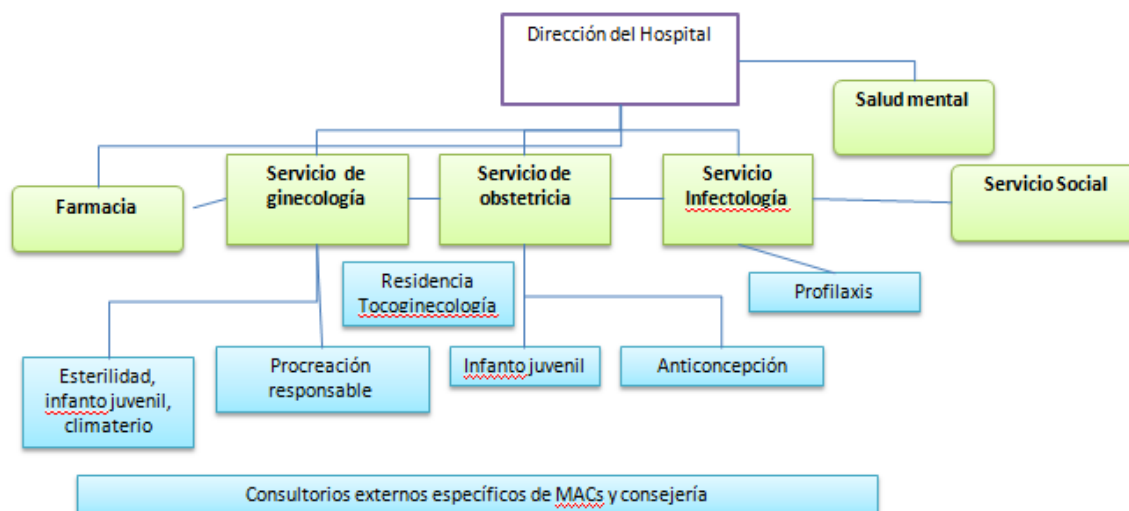 Dirección del Hospital
Salud mental
Farmacia
Servicio de
ginecología
Servicio de
obstetricia
Servicio
Infectología
Servicio Social
Residencia
Tocoginecología
Profilaxis
Esterilidad,
infanto juvenil,
climaterio
Procreación
responsable
Infanto juvenil
Anticoncepción
Consultorios externos específicos de MACs y consejería